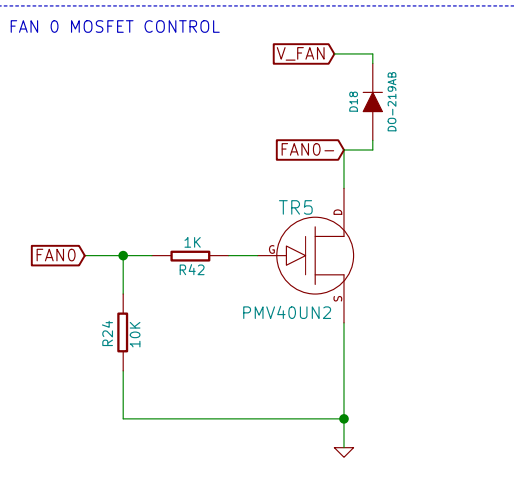 FAN 0 MOSFET CONTROL
V_FAN
D18
DO-219AB
FAN0-
TR5
D
1K
FAN0
G
R42
S
PMV40UN2
R24
10K